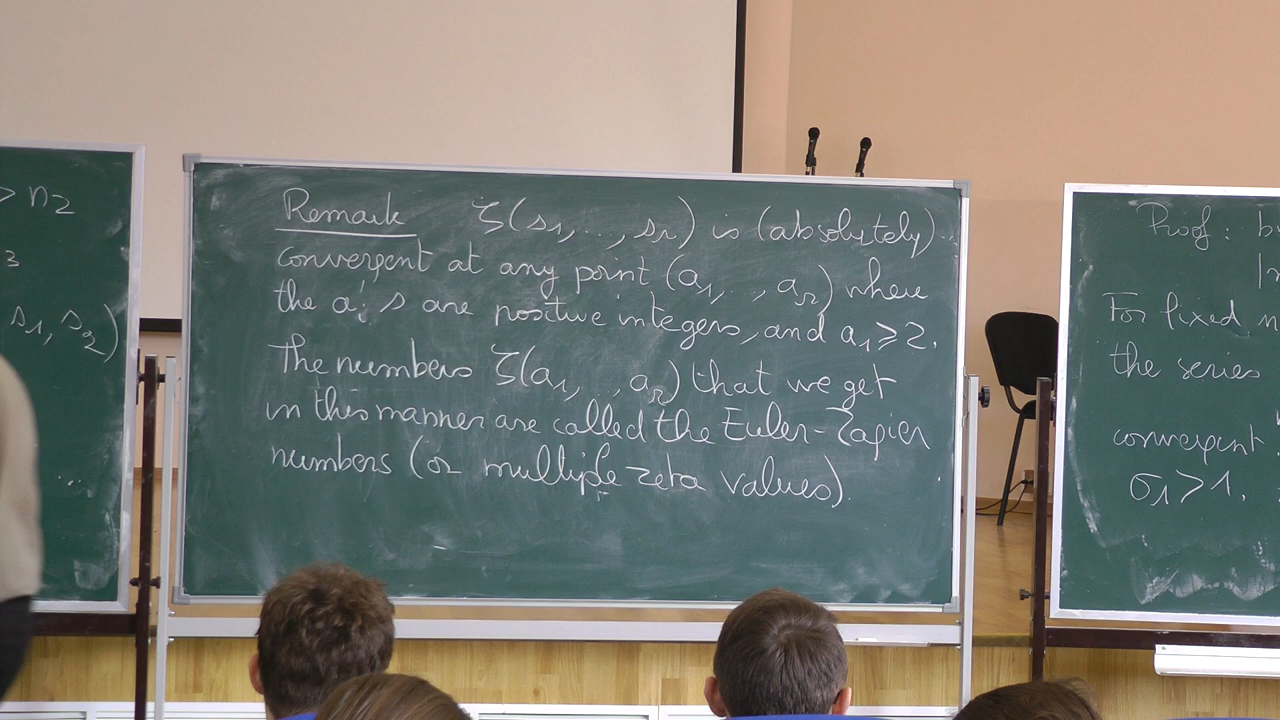 > n2
3
s1, s2)
...
Remark ζ(s1,..., sr) is (absolutely)
convergent at any point (a1,..., ar) where
the ai's are positive integers, and a1 ⩾ 2.
The numbers ζ(a1,..., ar) that we get
in this manner are called the Euler-Zagier
numbers (or multiple zeta values).
Proof :
For fixed
the series
convergent
σ1 > 1.